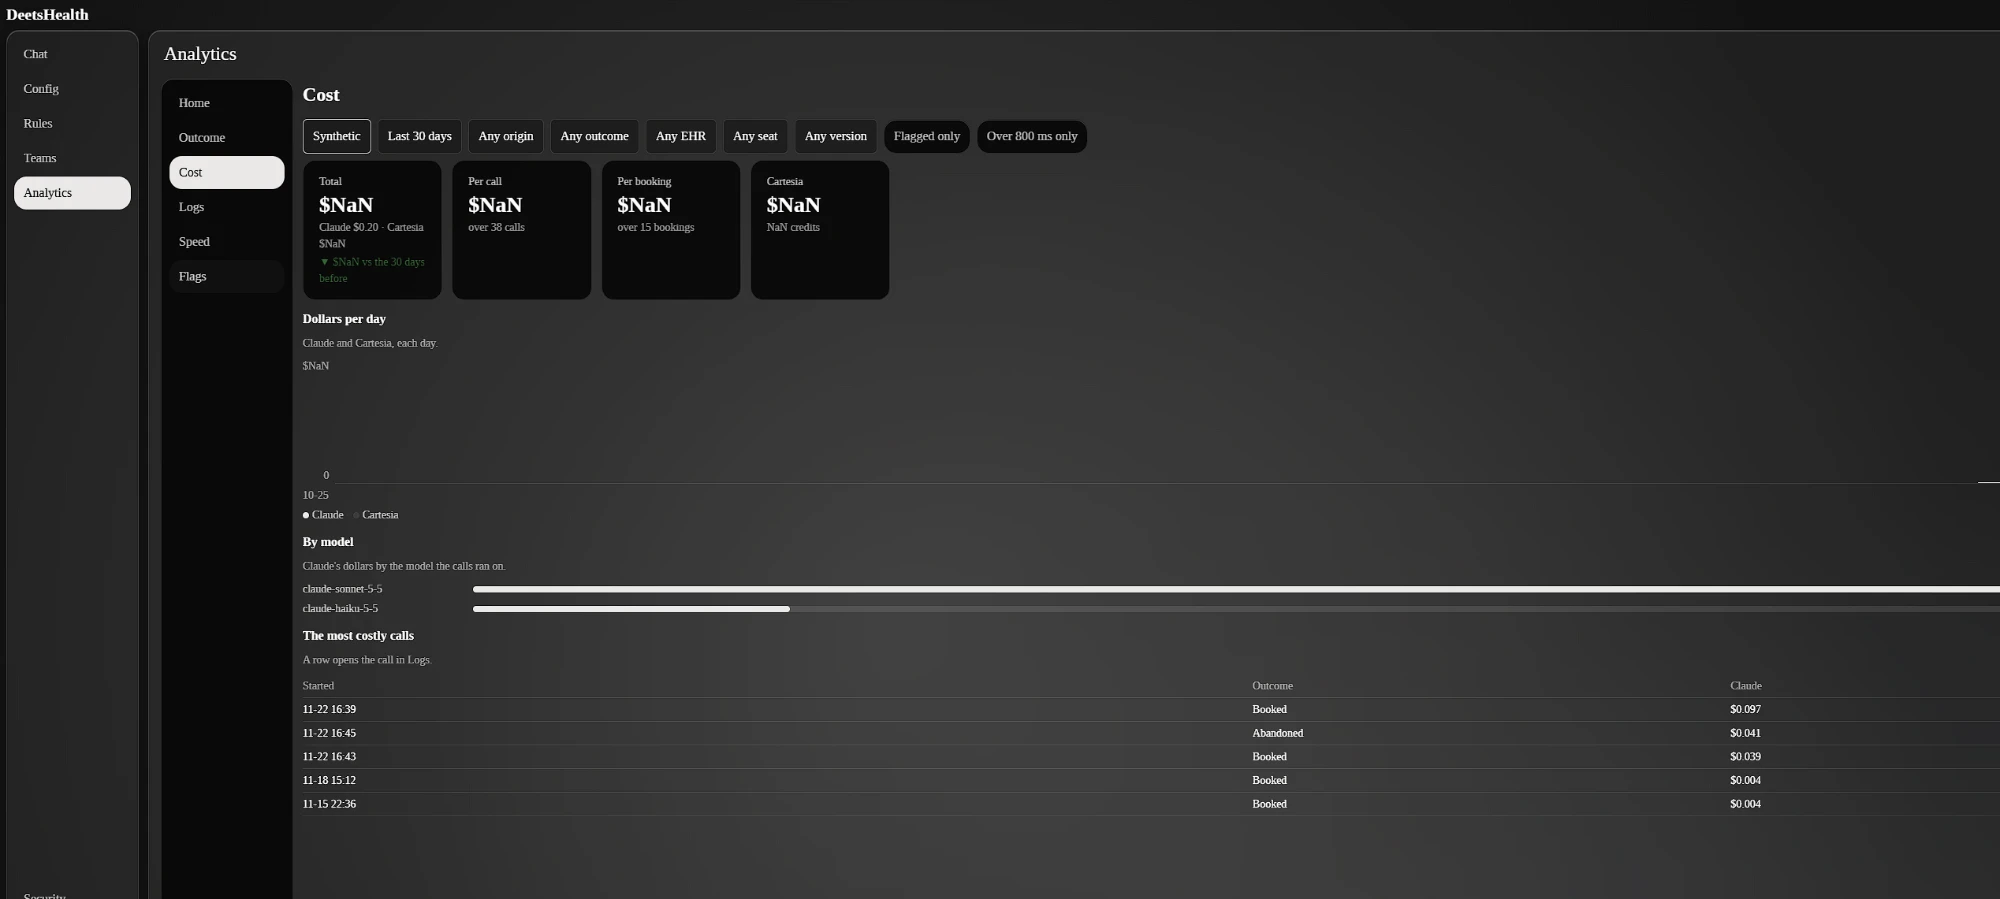 DeetsHealth
Chat
Config
Rules
Teams
Analytics
Analytics
Home
Outcome
Cost
Logs
Speed
Flags
Cost
Synthetic
Last 30 days
Any origin
Any outcome
Any EHR
Any seat
Any version
Flagged only
Over 800 ms only
Total
$NaN
Claude $0.20 · Cartesia
$NaN
▼ $NaN vs the 30 days
before
Per call
$NaN
over 38 calls
Per booking
$NaN
over 15 bookings
Cartesia
$NaN
NaN credits
Dollars per day
Claude and Cartesia, each day.
$NaN
0
10-25
Claude Cartesia
By model
Claude's dollars by the model the calls ran on.
claude-sonnet-5-5
claude-haiku-5-5
The most costly calls
A row opens the call in Logs.
Started Outcome Claude
11-22 16:39 Booked $0.097
11-22 16:45 Abandoned $0.041
11-22 16:43 Booked $0.039
11-18 15:12 Booked $0.004
11-15 22:36 Booked $0.004
Security